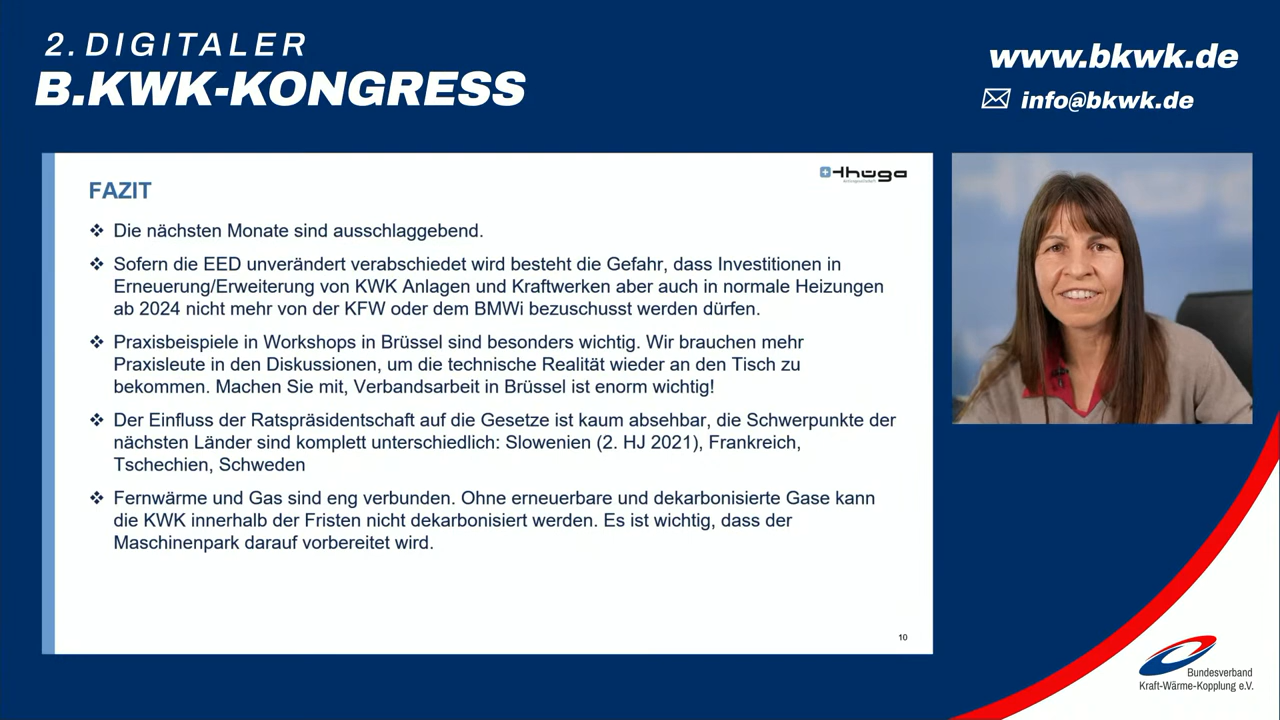 2. DIGITALER
B.KWK-KONGRESS
www.bkwk.de
info@bkwk.de
thüga
FAZIT
❖ Die nächsten Monate sind ausschlaggebend.
❖ Sofern die EED unverändert verabschiedet wird besteht die Gefahr, dass Investitionen in
Erneuerung/Erweiterung von KWK Anlagen und Kraftwerken aber auch in normale Heizungen
ab 2024 nicht mehr von der KFW oder dem BMWi bezuschusst werden dürfen.
❖ Praxisbeispiele in Workshops in Brüssel sind besonders wichtig. Wir brauchen mehr
Praxisleute in den Diskussionen, um die technische Realität wieder an den Tisch zu
bekommen. Machen Sie mit, Verbandsarbeit in Brüssel ist enorm wichtig!
❖ Der Einfluss der Ratspräsidentschaft auf die Gesetze ist kaum absehbar, die Schwerpunkte der
nächsten Länder sind komplett unterschiedlich: Slowenien (2. HJ 2021), Frankreich,
Tschechien, Schweden
❖ Fernwärme und Gas sind eng verbunden. Ohne erneuerbare und dekarbonisierte Gase kann
die KWK innerhalb der Fristen nicht dekarbonisiert werden. Es ist wichtig, dass der
Maschinenpark darauf vorbereitet wird.
10
Bundesverband
Kraft-Wärme-Kopplung e.V.